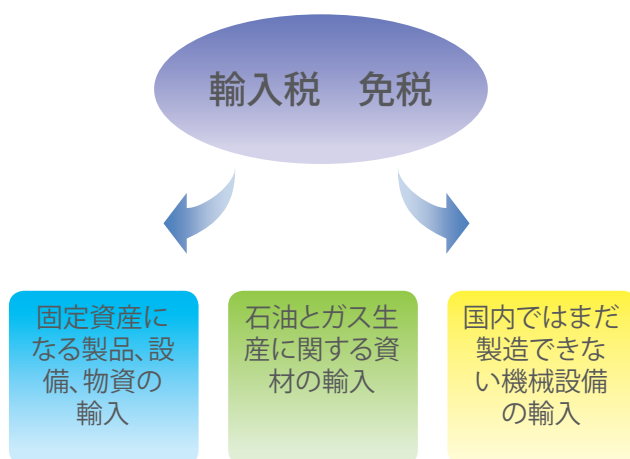 輸入税　免税
固定資産に
なる製品、設
備、物資の
輸入
石油とガス生
産に関する資
材の輸入
国内ではまだ
製造できな
い機械設備
の輸入